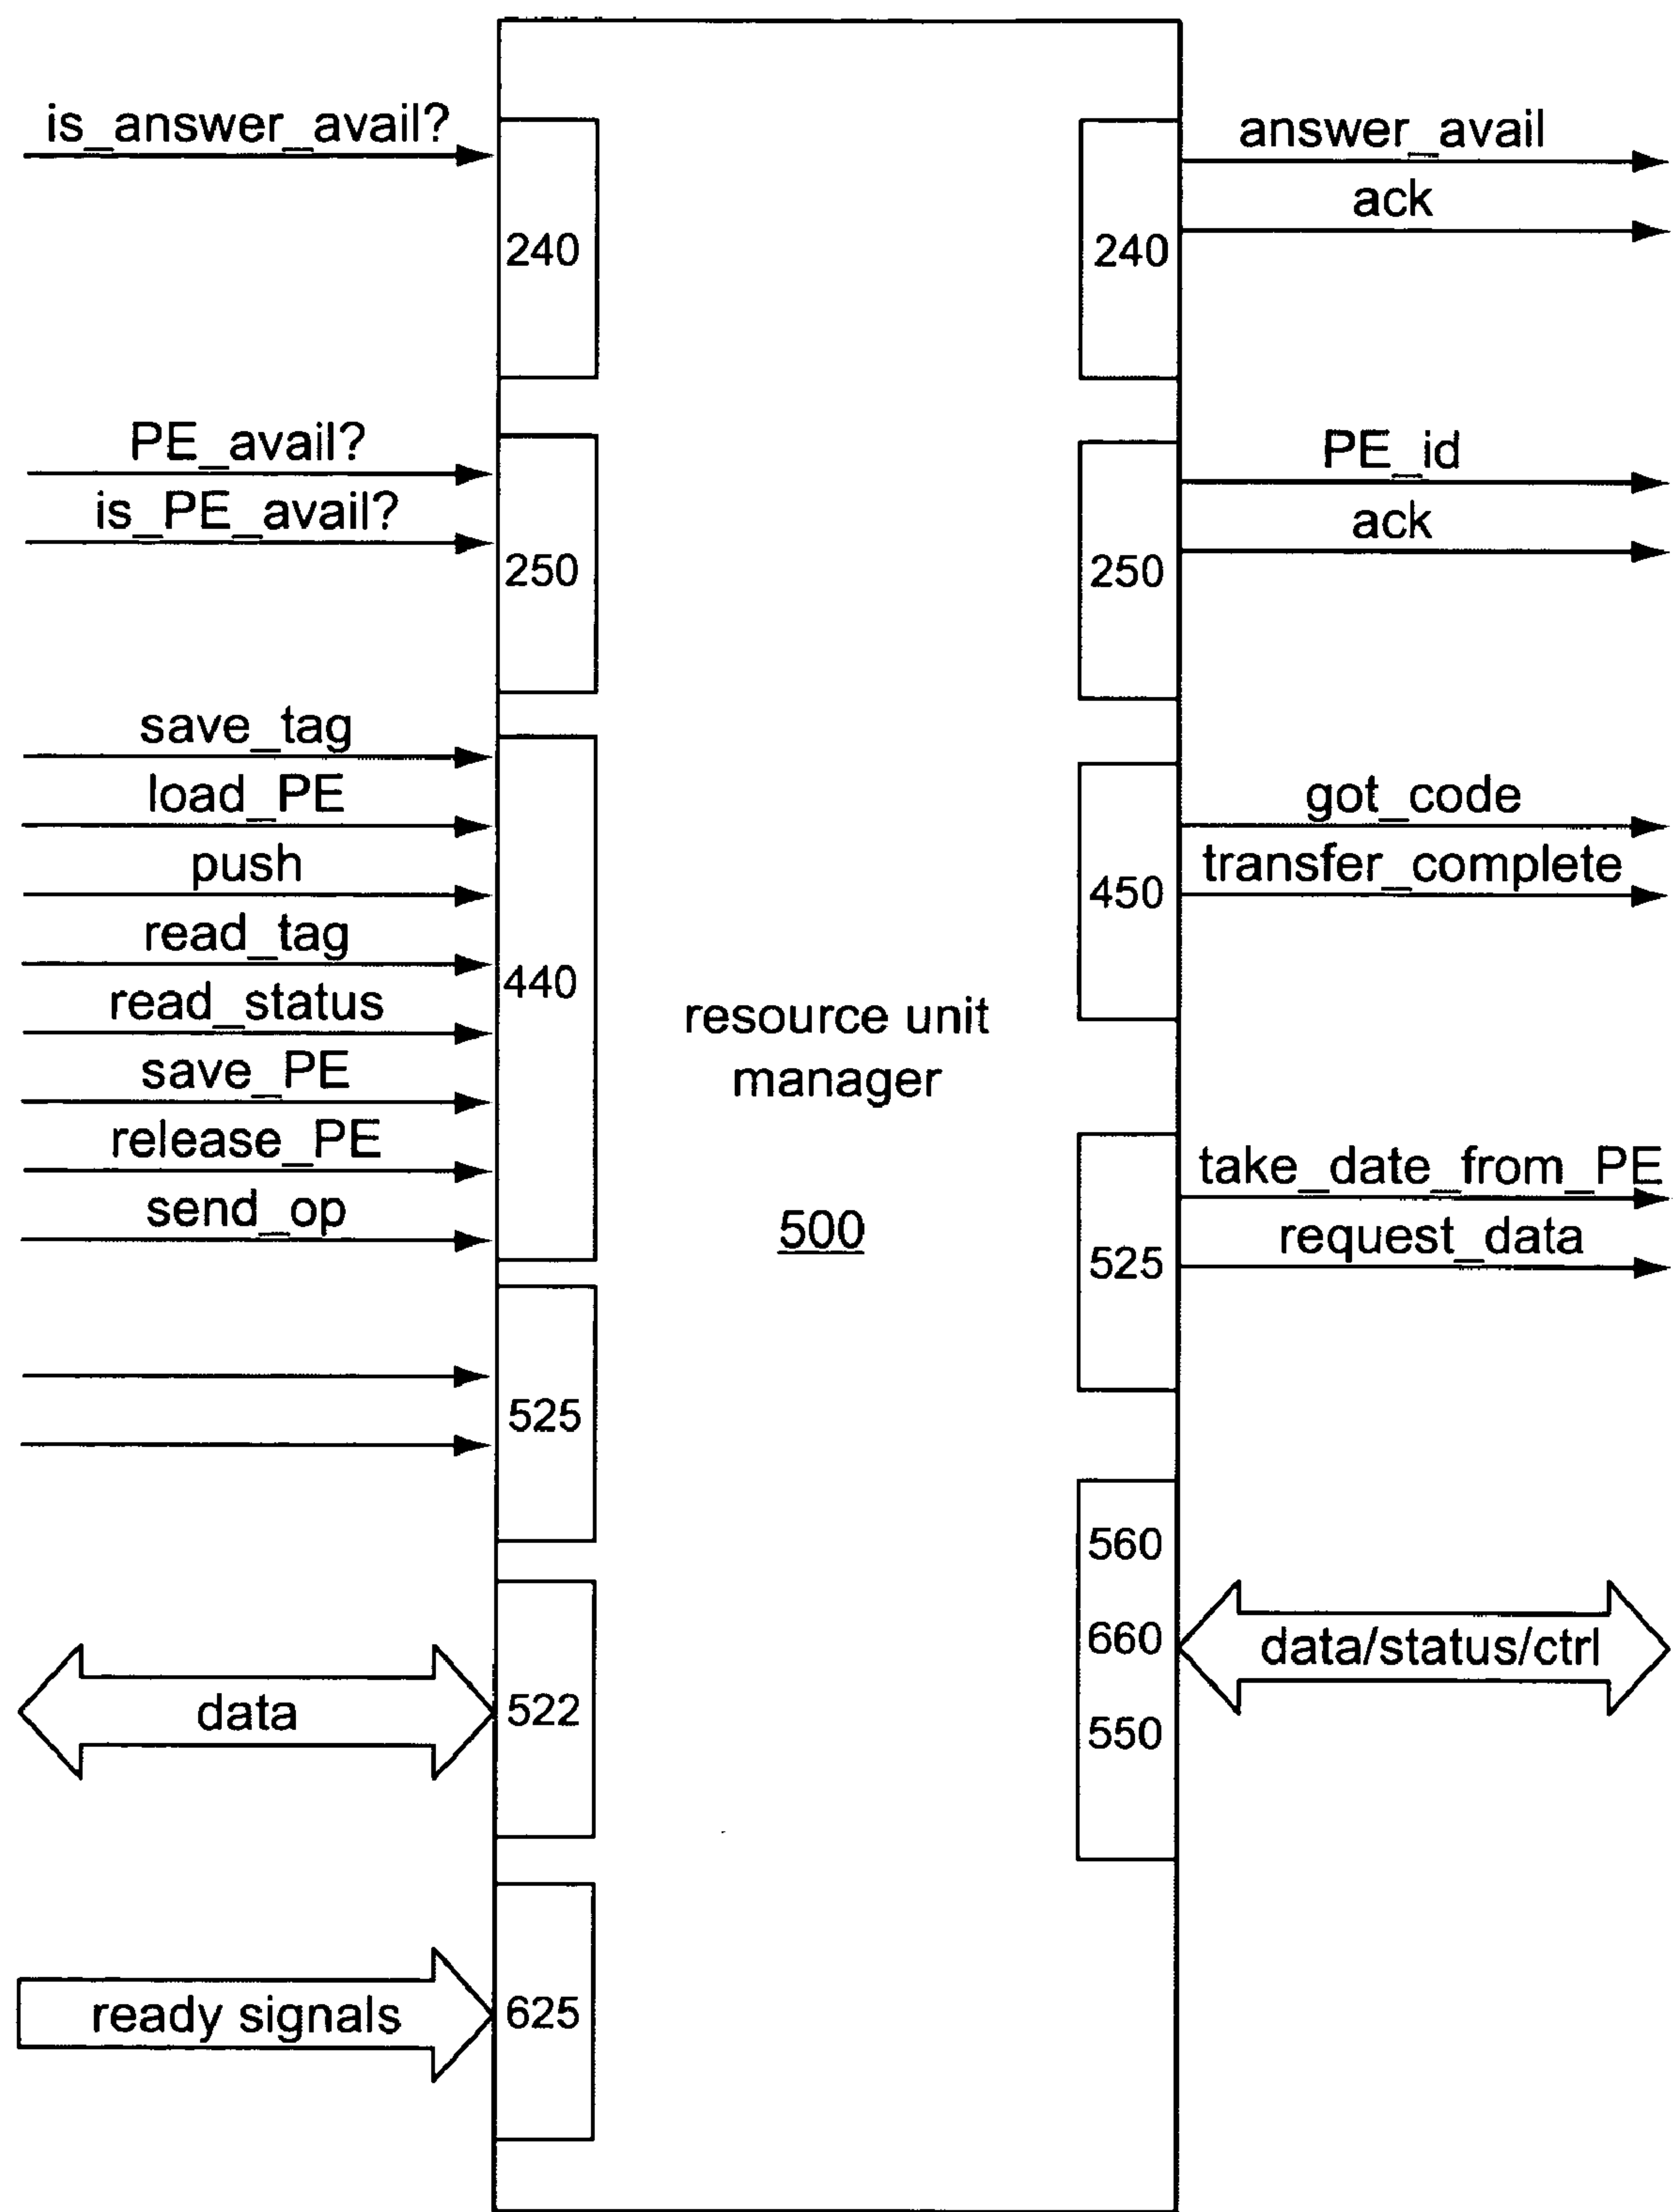 is_answer_avail?
240
PE_avail?
is_PE_avail?
250
save_tag
load_PE
push
read_tag
read_status
save_PE
release_PE
send_op
440
525
data
522
ready signals
625
resource unit
manager
500
240
answer_avail
ack
250
PE_id
ack
450
got_code
transfer_complete
525
take_date_from_PE
request_data
560
660
550
data/status/ctrl